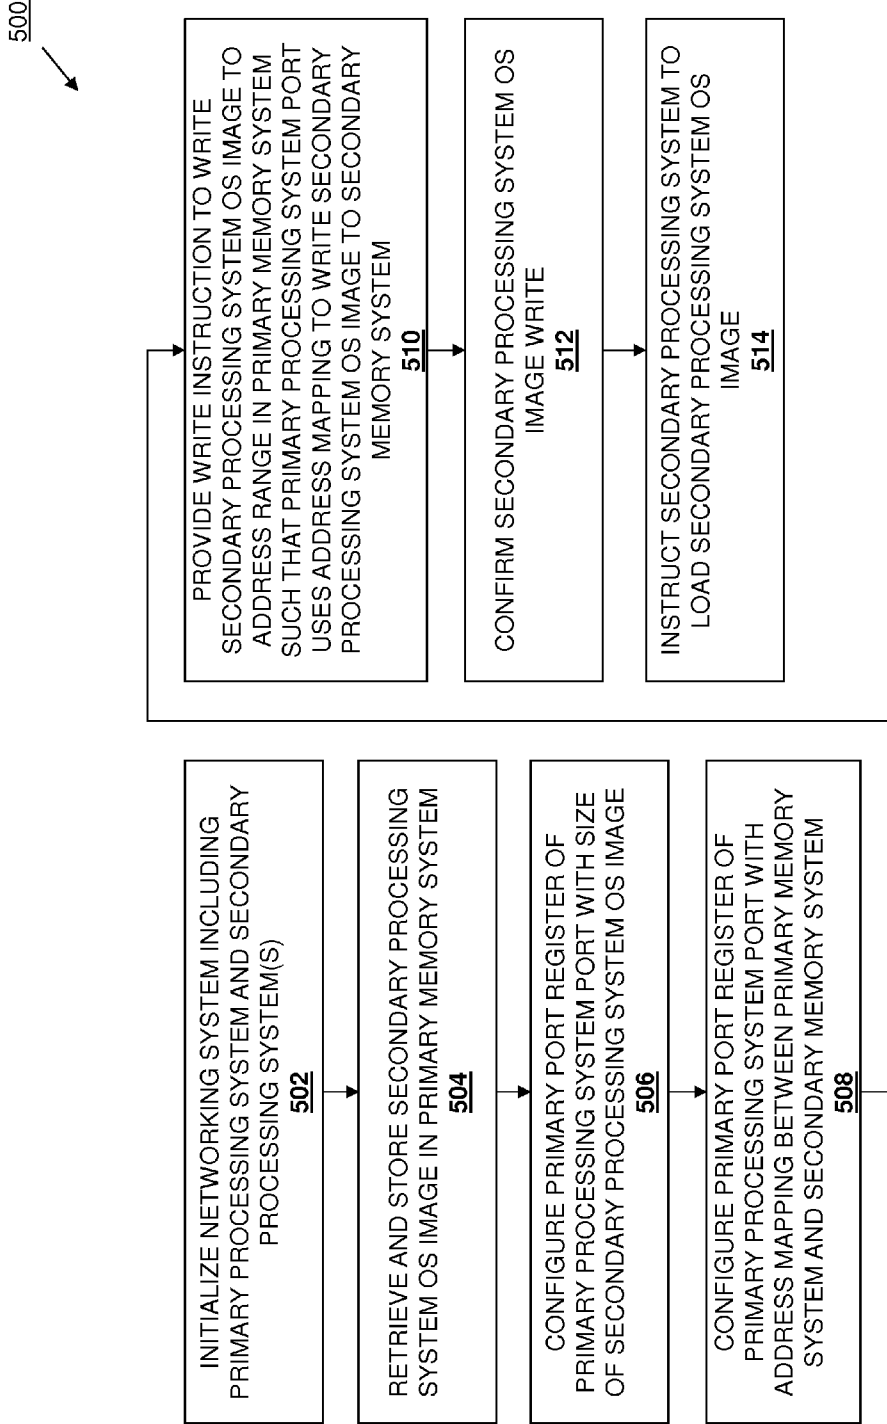 500
INITIALIZE NETWORKING SYSTEM INCLUDING
PRIMARY PROCESSING SYSTEM AND SECONDARY
PROCESSING SYSTEM(S)
502
RETRIEVE AND STORE SECONDARY PROCESSING
SYSTEM OS IMAGE IN PRIMARY MEMORY SYSTEM
504
CONFIGURE PRIMARY PORT REGISTER OF
PRIMARY PROCESSING SYSTEM PORT WITH SIZE
OF SECONDARY PROCESSING SYSTEM OS IMAGE
506
CONFIGURE PRIMARY PORT REGISTER OF
PRIMARY PROCESSING SYSTEM PORT WITH
ADDRESS MAPPING BETWEEN PRIMARY MEMORY
SYSTEM AND SECONDARY MEMORY SYSTEM
508
PROVIDE WRITE INSTRUCTION TO WRITE
SECONDARY PROCESSING SYSTEM OS IMAGE TO
ADDRESS RANGE IN PRIMARY MEMORY SYSTEM
SUCH THAT PRIMARY PROCESSING SYSTEM PORT
USES ADDRESS MAPPING TO WRITE SECONDARY
PROCESSING SYSTEM OS IMAGE TO SECONDARY
MEMORY SYSTEM
510
CONFIRM SECONDARY PROCESSING SYSTEM OS
IMAGE WRITE
512
INSTRUCT SECONDARY PROCESSING SYSTEM TO
LOAD SECONDARY PROCESSING SYSTEM OS
IMAGE
514